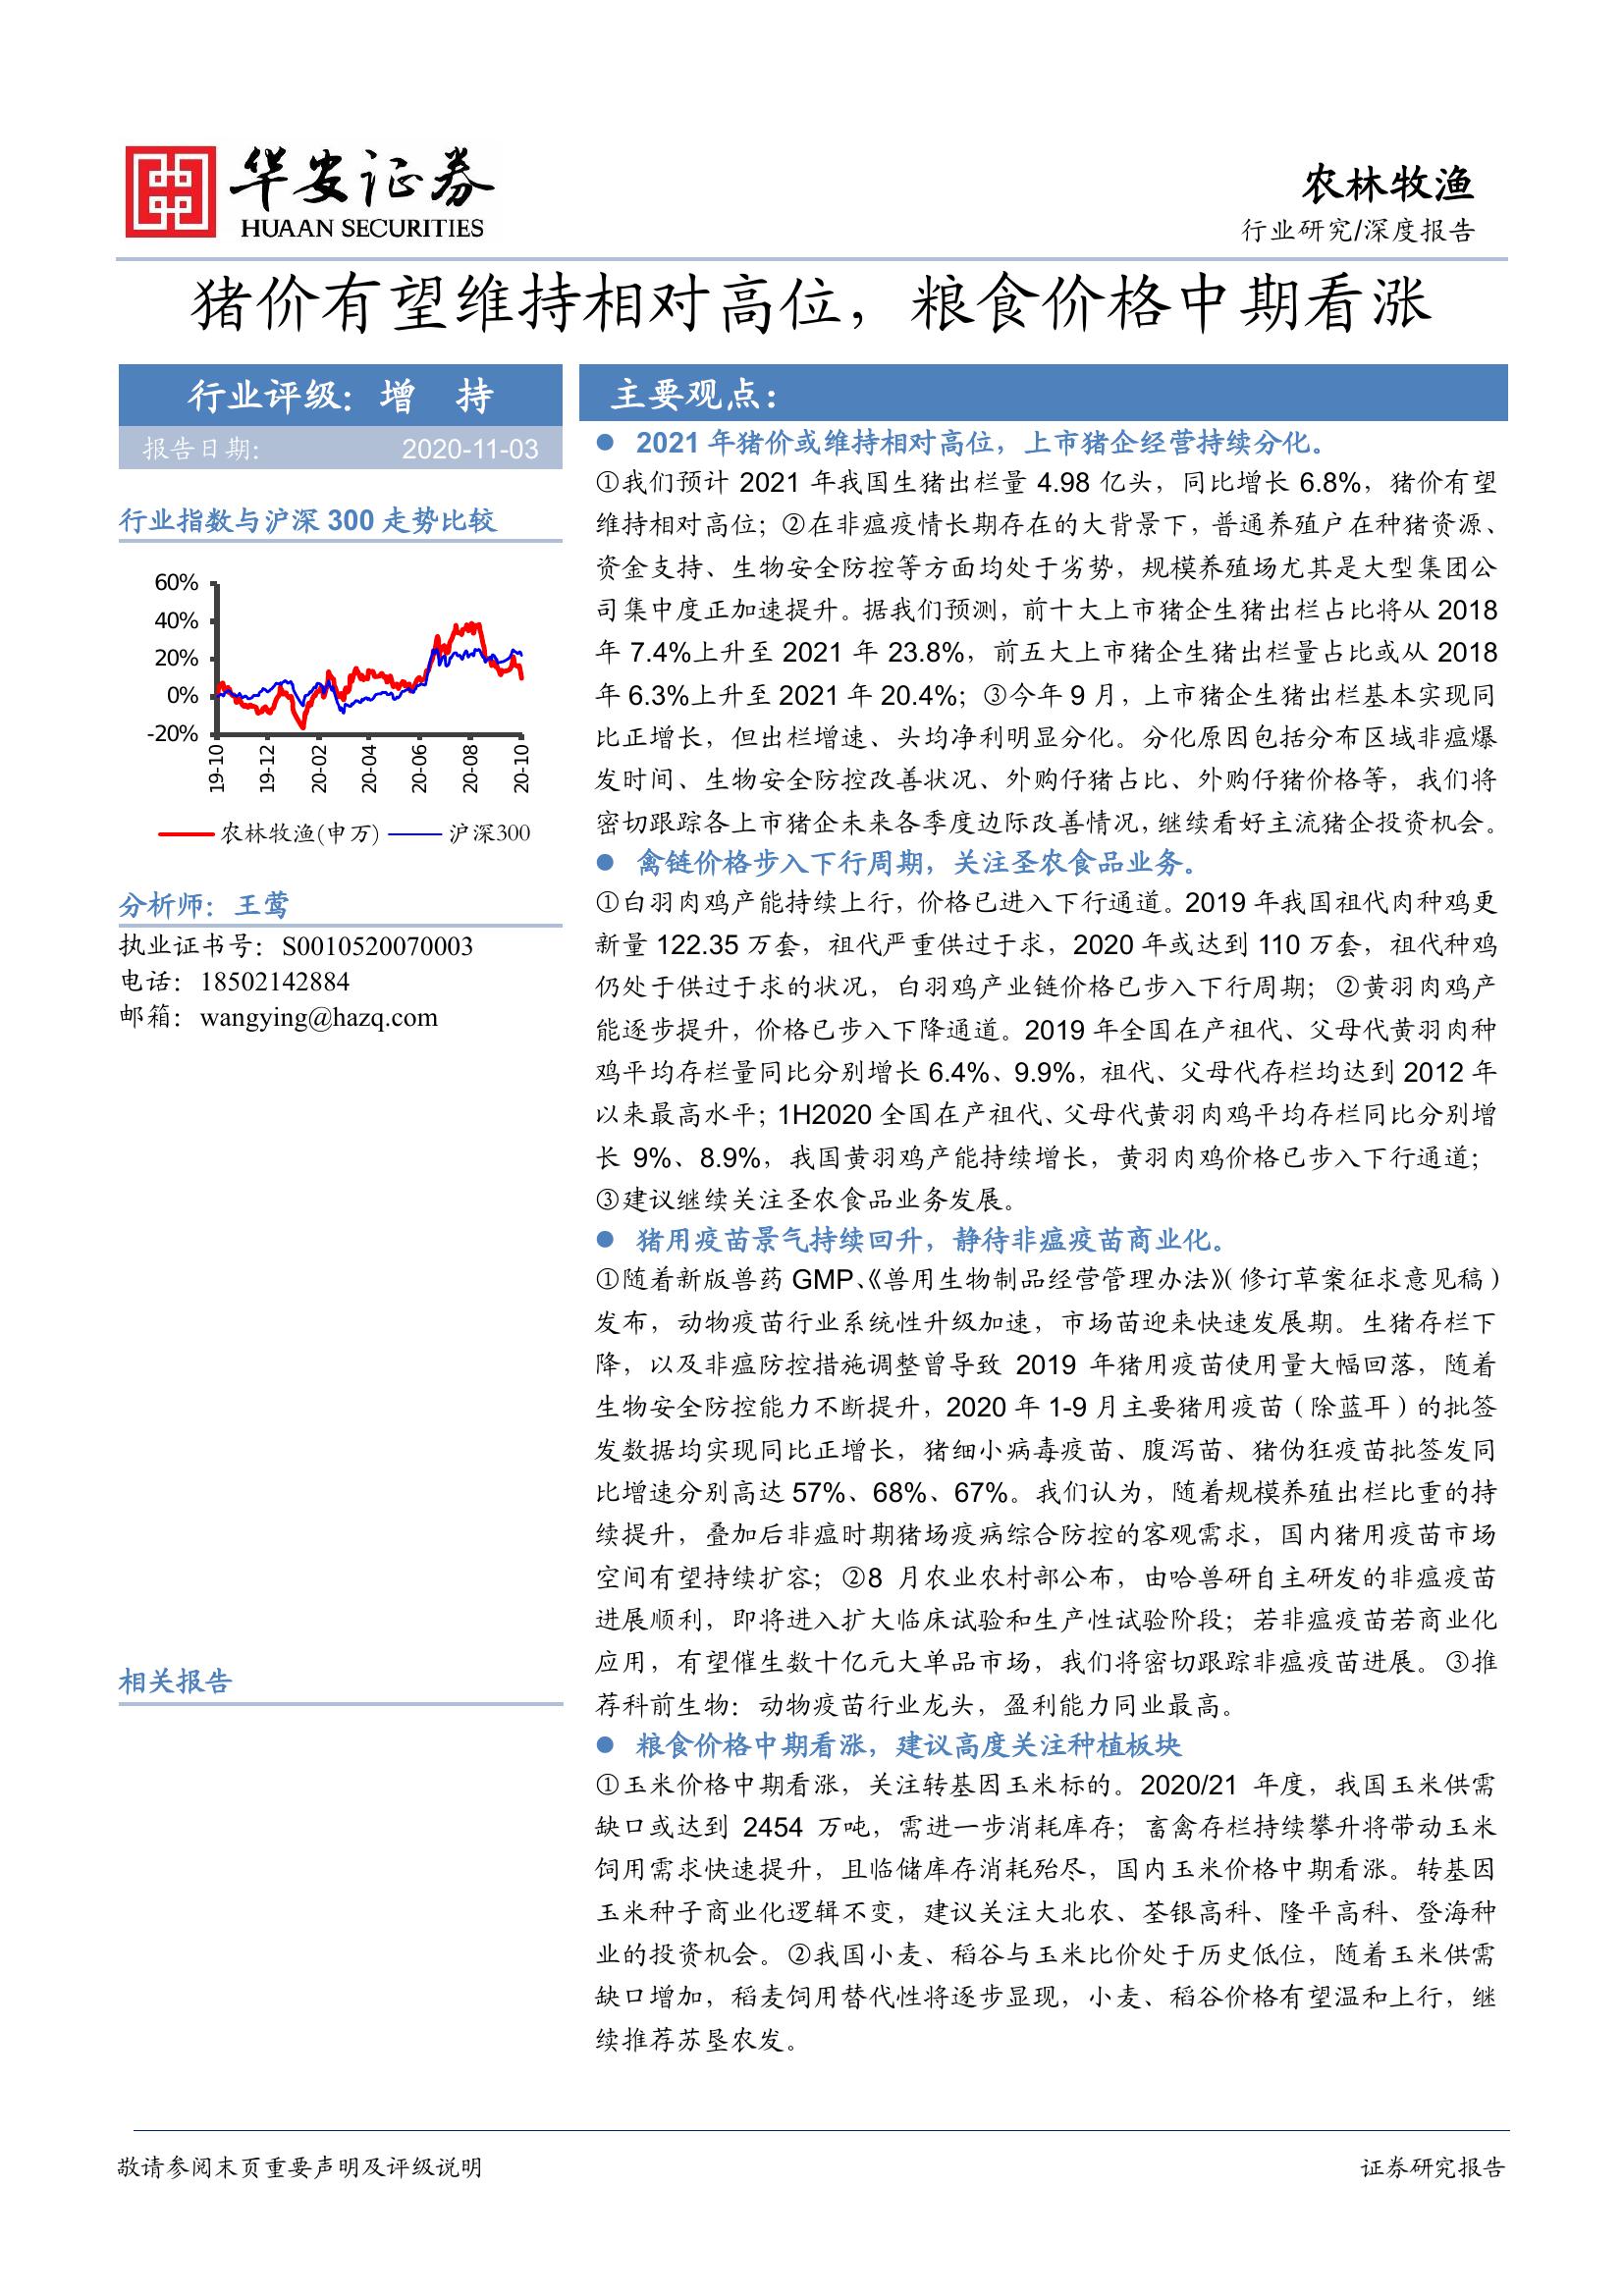 华安证券
HUAAN SECURITIES
农林牧渔
行业研究/深度报告
猪价有望维持相对高位，粮食价格中期看涨
行业评级：增 持
报告日期： 2020-11-03
行业指数与沪深 300 走势比较
60%
40%
20%
0%
-20%
19-10
19-12
20-02
20-04
20-06
20-08
20-10
农林牧渔(申万) 沪深300
分析师：王莺
执业证书号：S0010520070003
电话：18502142884
邮箱：wangying@hazq.com
相关报告
主要观点：
● 2021 年猪价或维持相对高位，上市猪企经营持续分化。
①我们预计 2021 年我国生猪出栏量 4.98 亿头，同比增长 6.8%，猪价有望
维持相对高位；②在非瘟疫情长期存在的大背景下，普通养殖户在种猪资源、
资金支持、生物安全防控等方面均处于劣势，规模养殖场尤其是大型集团公
司集中度正加速提升。据我们预测，前十大上市猪企生猪出栏占比将从 2018
年 7.4%上升至 2021 年 23.8%，前五大上市猪企生猪出栏量占比或从 2018
年 6.3%上升至 2021 年 20.4%；③今年 9 月，上市猪企生猪出栏基本实现同
比正增长，但出栏增速、头均净利明显分化。分化原因包括分布区域非瘟爆
发时间、生物安全防控改善状况、外购仔猪占比、外购仔猪价格等，我们将
密切跟踪各上市猪企未来各季度边际改善情况，继续看好主流猪企投资机会。
● 禽链价格步入下行周期，关注圣农食品业务。
①白羽肉鸡产能持续上行，价格已进入下行通道。2019 年我国祖代肉种鸡更
新量 122.35 万套，祖代严重供过于求，2020 年或达到 110 万套，祖代种鸡
仍处于供过于求的状况，白羽鸡产业链价格已步入下行周期；②黄羽肉鸡产
能逐步提升，价格已步入下降通道。2019 年全国在产祖代、父母代黄羽肉种
鸡平均存栏量同比分别增长 6.4%、9.9%，祖代、父母代存栏均达到 2012 年
以来最高水平；1H2020 全国在产祖代、父母代黄羽肉鸡平均存栏同比分别增
长 9%、8.9%，我国黄羽鸡产能持续增长，黄羽肉鸡价格已步入下行通道；
③建议继续关注圣农食品业务发展。
● 猪用疫苗景气持续回升，静待非瘟疫苗商业化。
①随着新版兽药 GMP、《兽用生物制品经营管理办法》（修订草案征求意见稿）
发布，动物疫苗行业系统性升级加速，市场苗迎来快速发展期。生猪存栏下
降，以及非瘟防控措施调整曾导致 2019 年猪用疫苗使用量大幅回落，随着
生物安全防控能力不断提升，2020 年 1-9 月主要猪用疫苗（除蓝耳）的批签
发数据均实现同比正增长，猪细小病毒疫苗、腹泻苗、猪伪狂疫苗批签发同
比增速分别高达 57%、68%、67%。我们认为，随着规模养殖出栏比重的持
续提升，叠加后非瘟时期猪场疫病综合防控的客观需求，国内猪用疫苗市场
空间有望持续扩容；②8 月农业农村部公布，由哈兽研自主研发的非瘟疫苗
进展顺利，即将进入扩大临床试验和生产性试验阶段；若非瘟疫苗若商业化
应用，有望催生数十亿元大单品市场，我们将密切跟踪非瘟疫苗进展。③推
荐科前生物：动物疫苗行业龙头，盈利能力同业最高。
● 粮食价格中期看涨，建议高度关注种植板块
①玉米价格中期看涨，关注转基因玉米标的。2020/21 年度，我国玉米供需
缺口或达到 2454 万吨，需进一步消耗库存；畜禽存栏持续攀升将带动玉米
饲用需求快速提升，且临储库存消耗殆尽，国内玉米价格中期看涨。转基因
玉米种子商业化逻辑不变，建议关注大北农、荃银高科、隆平高科、登海种
业的投资机会。②我国小麦、稻谷与玉米比价处于历史低位，随着玉米供需
缺口增加，稻麦饲用替代性将逐步显现，小麦、稻谷价格有望温和上行，继
续推荐苏垦农发。
敬请参阅末页重要声明及评级说明
证券研究报告